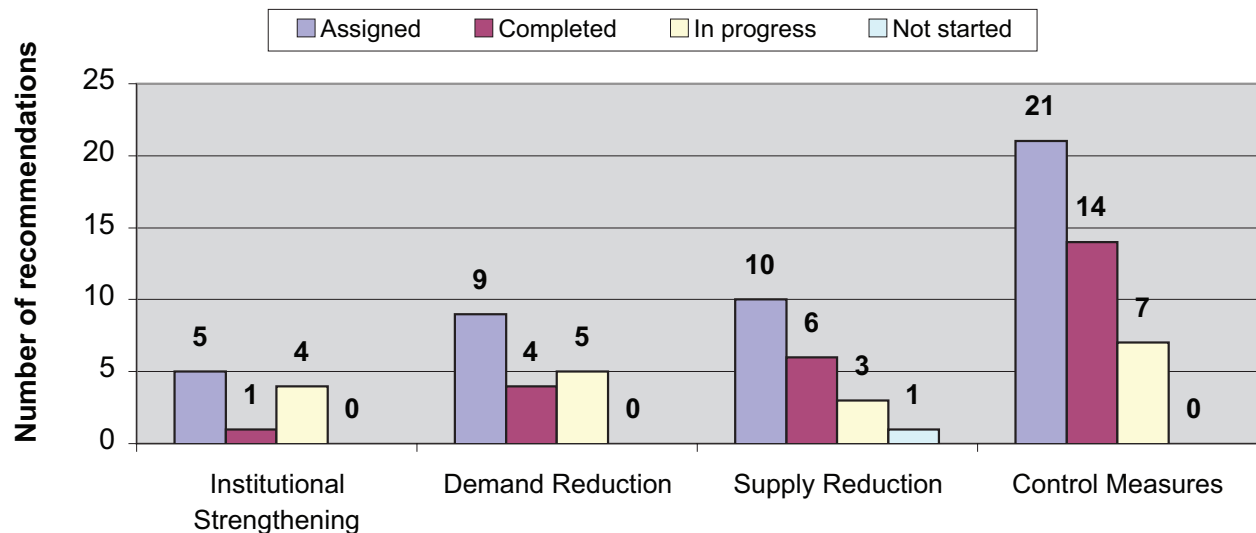 Assigned Completed In progress Not started
Number of recommendations
25
20
15
10
5
0
5 1 4 0
9 4 5 0
10 6 3 1
21 14 7 0
Institutional
Strengthening
Demand Reduction
Supply Reduction
Control Measures